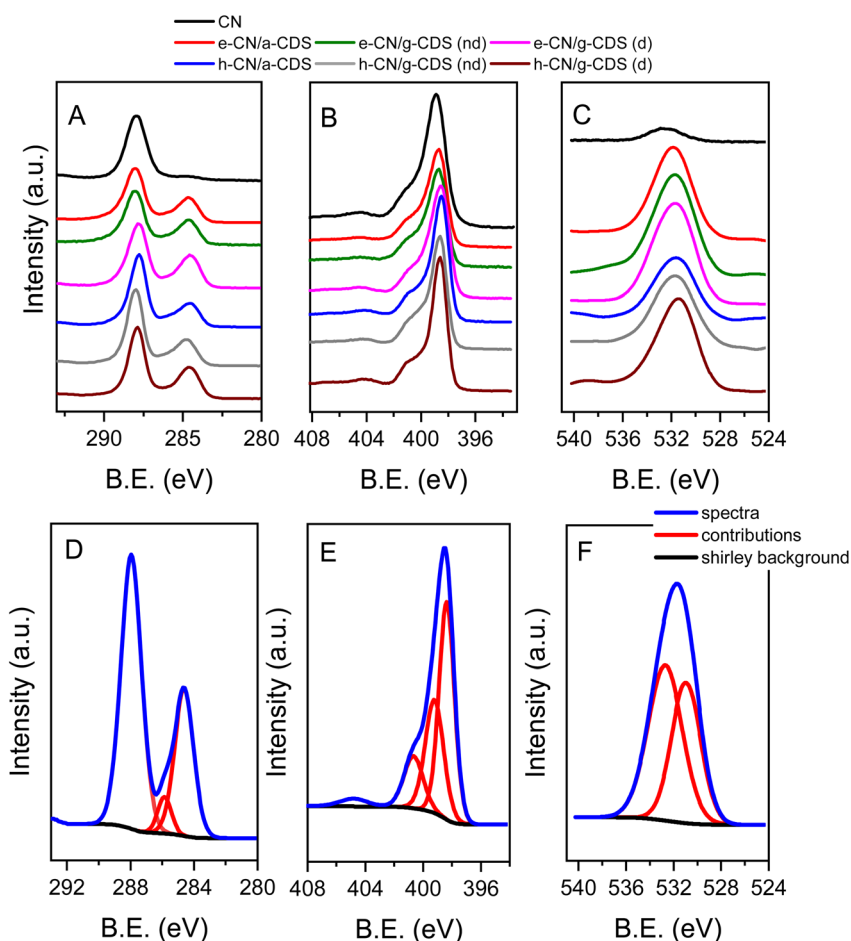 CN
e-CN/a-CDS e-CN/g-CDS (nd) e-CN/g-CDS (d)
h-CN/a-CDS h-CN/g-CDS (nd) h-CN/g-CDS (d)
A B C
Intensity (a.u.)
290 285 280 408 404 400 396 540 536 532 528 524
B.E. (eV) B.E. (eV) B.E. (eV)
spectra
contributions
shirley background
D E F
Intensity (a.u.) Intensity (a.u.) Intensity (a.u.)
292 288 284 280 408 404 400 396 540 536 532 528 524
B.E. (eV) B.E. (eV) B.E. (eV)